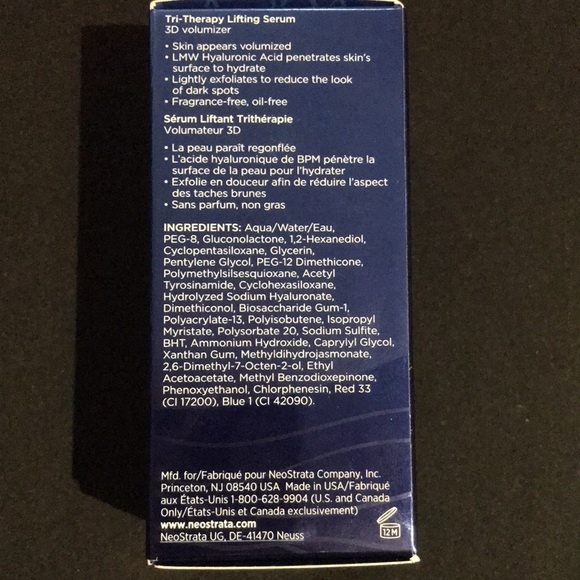 Tri-Therapy Lifting Serum
3D volumizer
• Skin appears volumized
• LMW Hyaluronic Acid penetrates skin's
surface to hydrate
• Lightly exfoliates to reduce the look
of dark spots
• Fragrance-free, oil-free
Sérum Liftant Trithérapie
Volumateur 3D
• La peau paraît regonflée
• L'acide hyaluronique de BPM pénètre la
surface de la peau pour l'hydrater
• Exfolie en douceur afin de réduire l'aspect
des taches brunes
• Sans parfum, non gras
INGREDIENTS: Aqua/Water/Eau,
PEG-8, Gluconolactone, 1,2-Hexanediol,
Cyclopentasiloxane, Glycerin,
Pentylene Glycol, PEG-12 Dimethicone,
Polymethylsilsesquioxane, Acetyl
Tyrosinamide, Cyclohexasiloxane,
Hydrolyzed Sodium Hyaluronate,
Dimethiconol, Biosaccharide Gum-1,
Polyacrylate-13, Polyisobutene, Isopropyl
Myristate, Polysorbate 20, Sodium Sulfite,
BHT, Ammonium Hydroxide, Caprylyl Glycol,
Xanthan Gum, Methyldihydrojasmonate,
2,6-Dimethyl-7-Octen-2-ol, Ethyl
Acetoacetate, Methyl Benzodioxepinone,
Phenoxyethanol, Chlorphenesin, Red 33
(CI 17200), Blue 1 (CI 42090).
Mfd. for/Fabriqué pour NeoStrata Company, Inc.
Princeton, NJ 08540 USA Made in USA/Fabriqué
aux États-Unis 1-800-628-9904 (U.S. and Canada
Only/États-Unis et Canada exclusivement)
www.neostrata.com
NeoStrata UG, DE-41470 Neuss
12 M